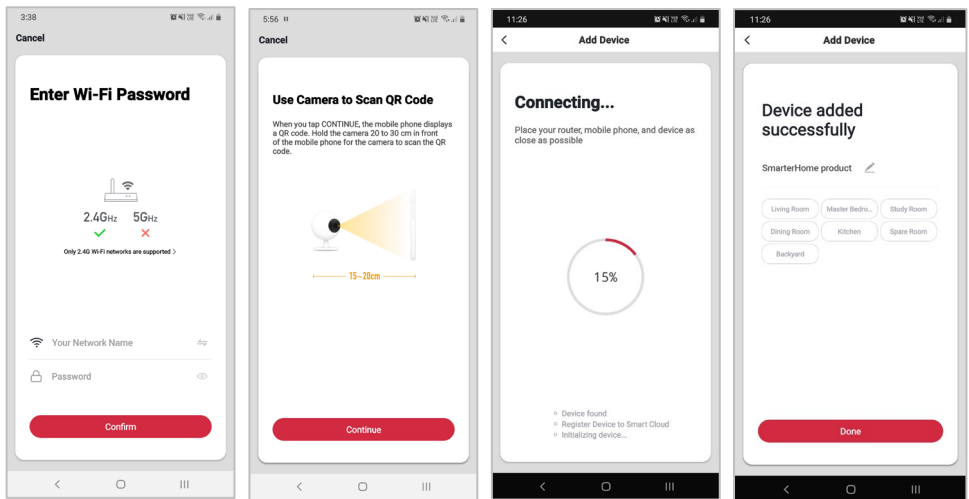 3:38
Cancel
Enter Wi-Fi Password
2.4GHz 5GHz
Only 2.4G Wi-Fi networks are supported >
Your Network Name
Password
Confirm
5:56
Cancel
Use Camera to Scan QR Code
When you tap CONTINUE, the mobile phone displays
a QR code. Hold the camera 20 to 30 cm in front
of the mobile phone for the camera to scan the QR
code.
15~20cm
Continue
11:26
Add Device
Connecting...
Place your router, mobile phone, and device as
close as possible
15%
Device found
Register Device to Smart Cloud
Initializing device...
11:26
Add Device
Device added
successfully
SmarterHome product
Living Room Master Bedro... Study Room
Dining Room Kitchen Spare Room
Backyard
Done